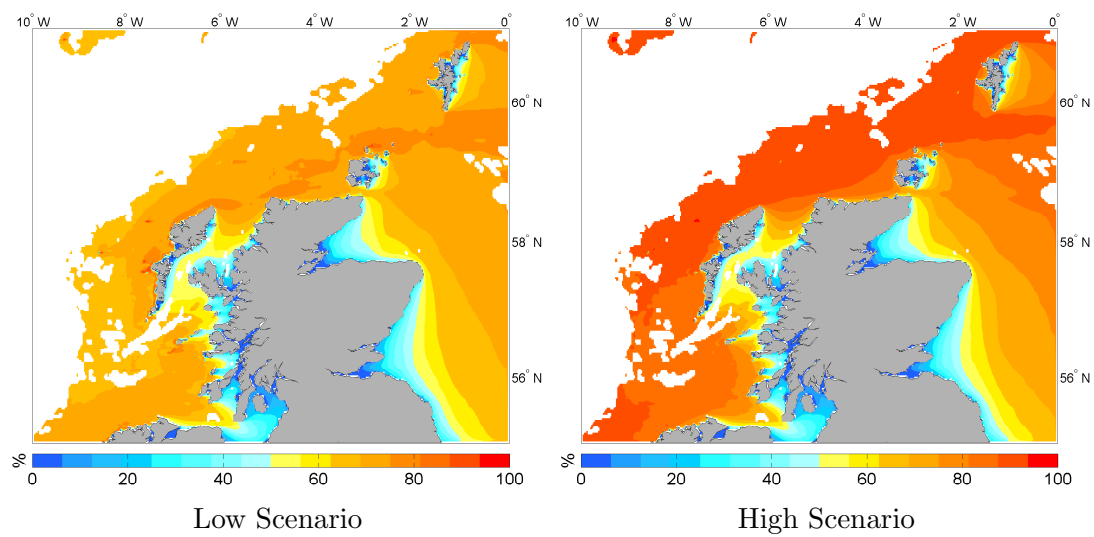 10° W 8° W 6° W 4° W 2° W 0° 10° W 8° W 6° W 4° W 2° W 0°
60° N 60° N
58° N 58° N
56° N 56° N
% %
0 20 40 60 80 100 0 20 40 60 80 100
Low Scenario High Scenario